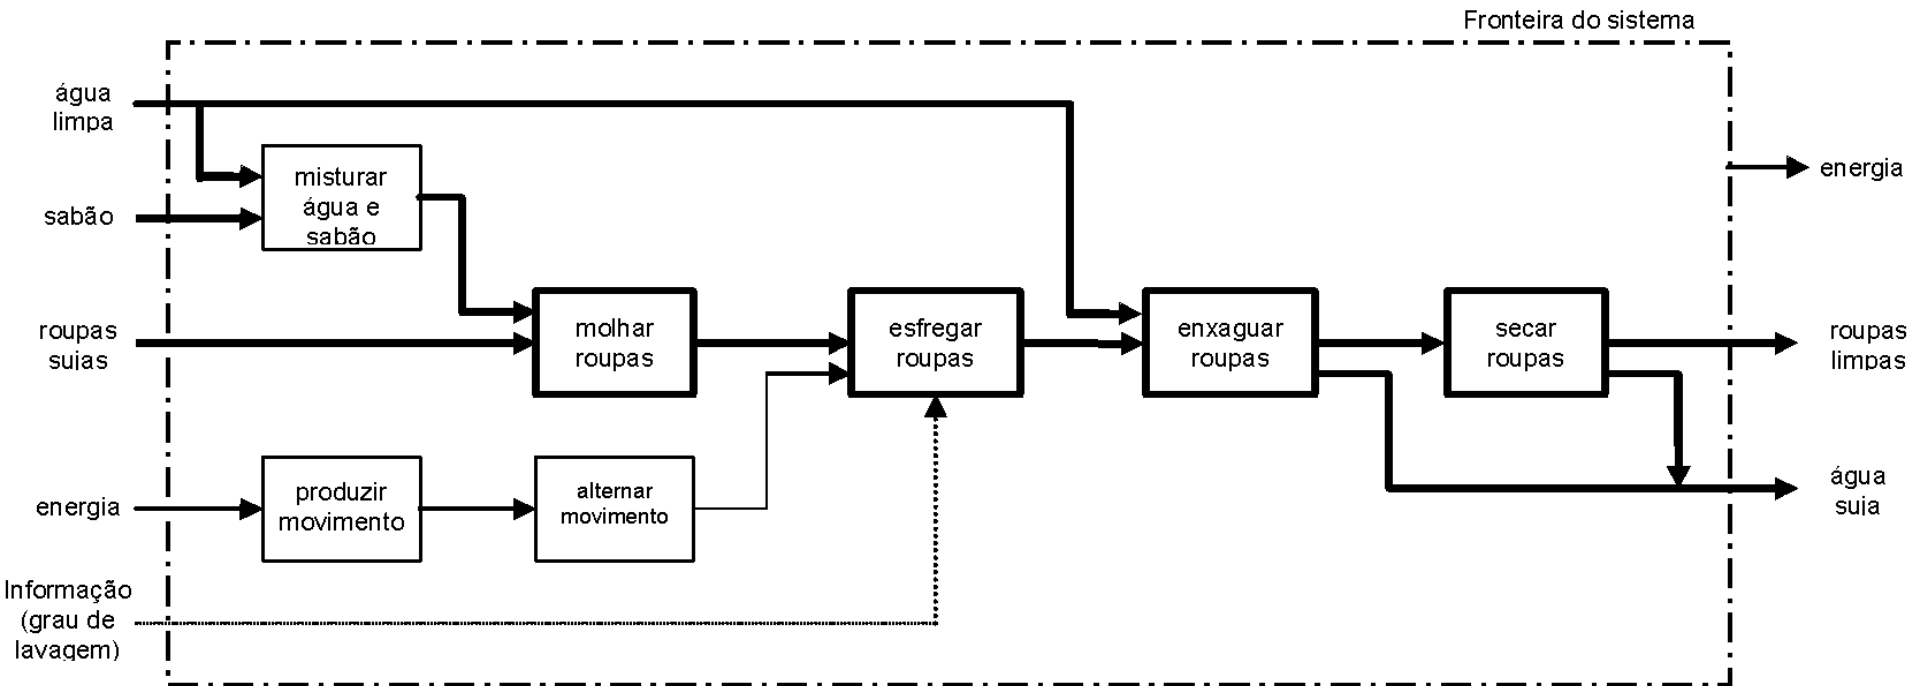 Fronteira do sistema
água
limpa
misturar
água e
sabão
sabão
energia
roupas
sujas
molhar
roupas
esfregar
roupas
enxaguar
roupas
secar
roupas
roupas
limpas
energia
produzir
movimento
alternar
movimento
água
suja
Informação
(grau de
lavagem)